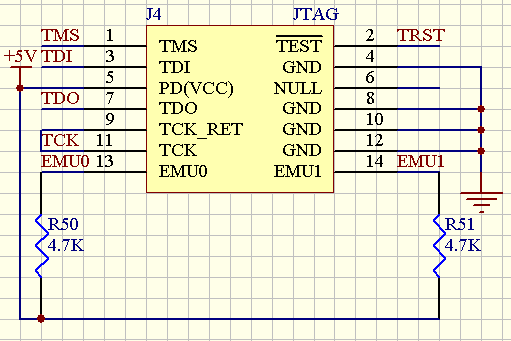 J4 JTAG
TMS 1 TMS TEST 2 TRST
+5V TDI 3 TDI GND 4
5 PD(VCC) NULL 6
TDO 7 TDO GND 8
9 TCK_RET GND 10
TCK 11 TCK GND 12
EMU0 13 EMU0 EMU1 14 EMU1
R50 R51
4.7K 4.7K